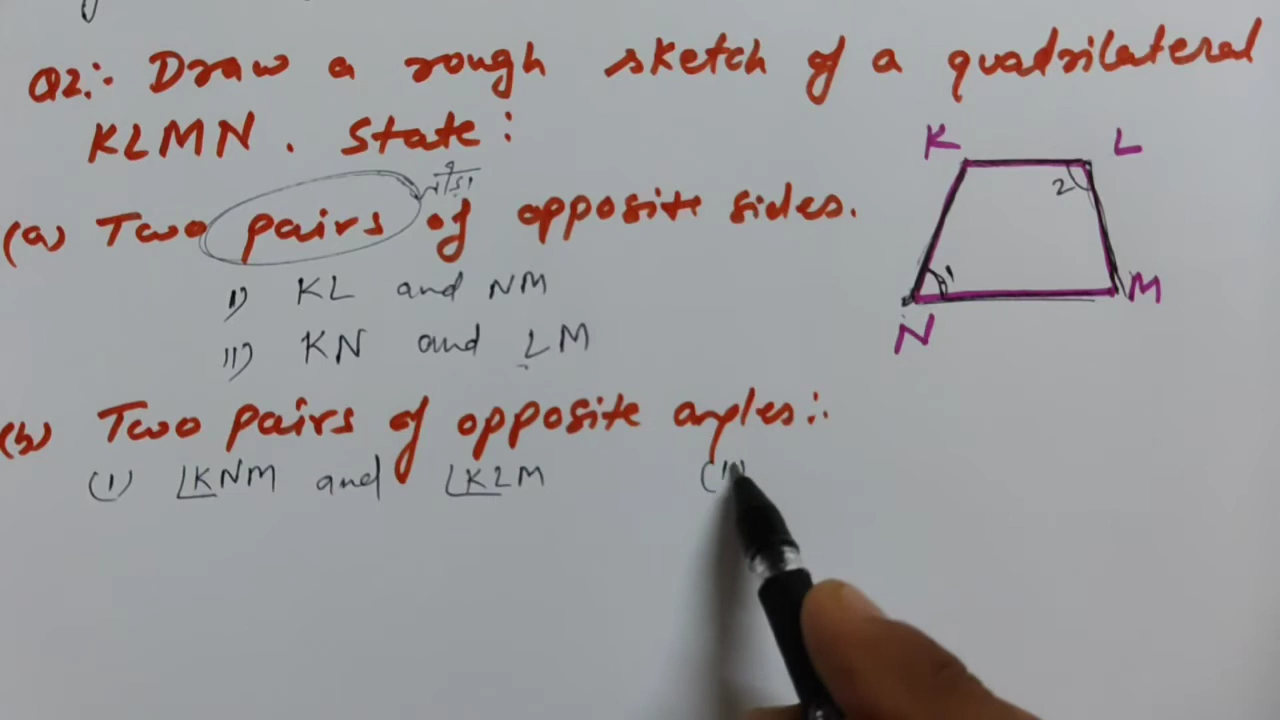 Q2:- Draw a rough sketch of a quadrilateral
KLMN. State:
(a) Two pairs of opposite sides.
i) KL and NM
ii) KN and LM
(b) Two pairs of opposite angles:-
(i) ∠KNM and ∠KLM (ii)
K L
2
1
N M